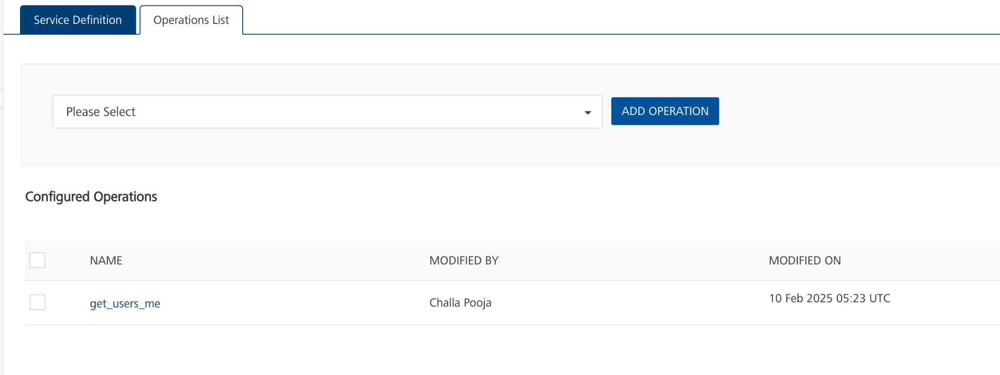 Service Definition
Operations List
Please Select
ADD OPERATION
Configured Operations
NAME MODIFIED BY MODIFIED ON
get_users_me Challa Pooja 10 Feb 2025 05:23 UTC